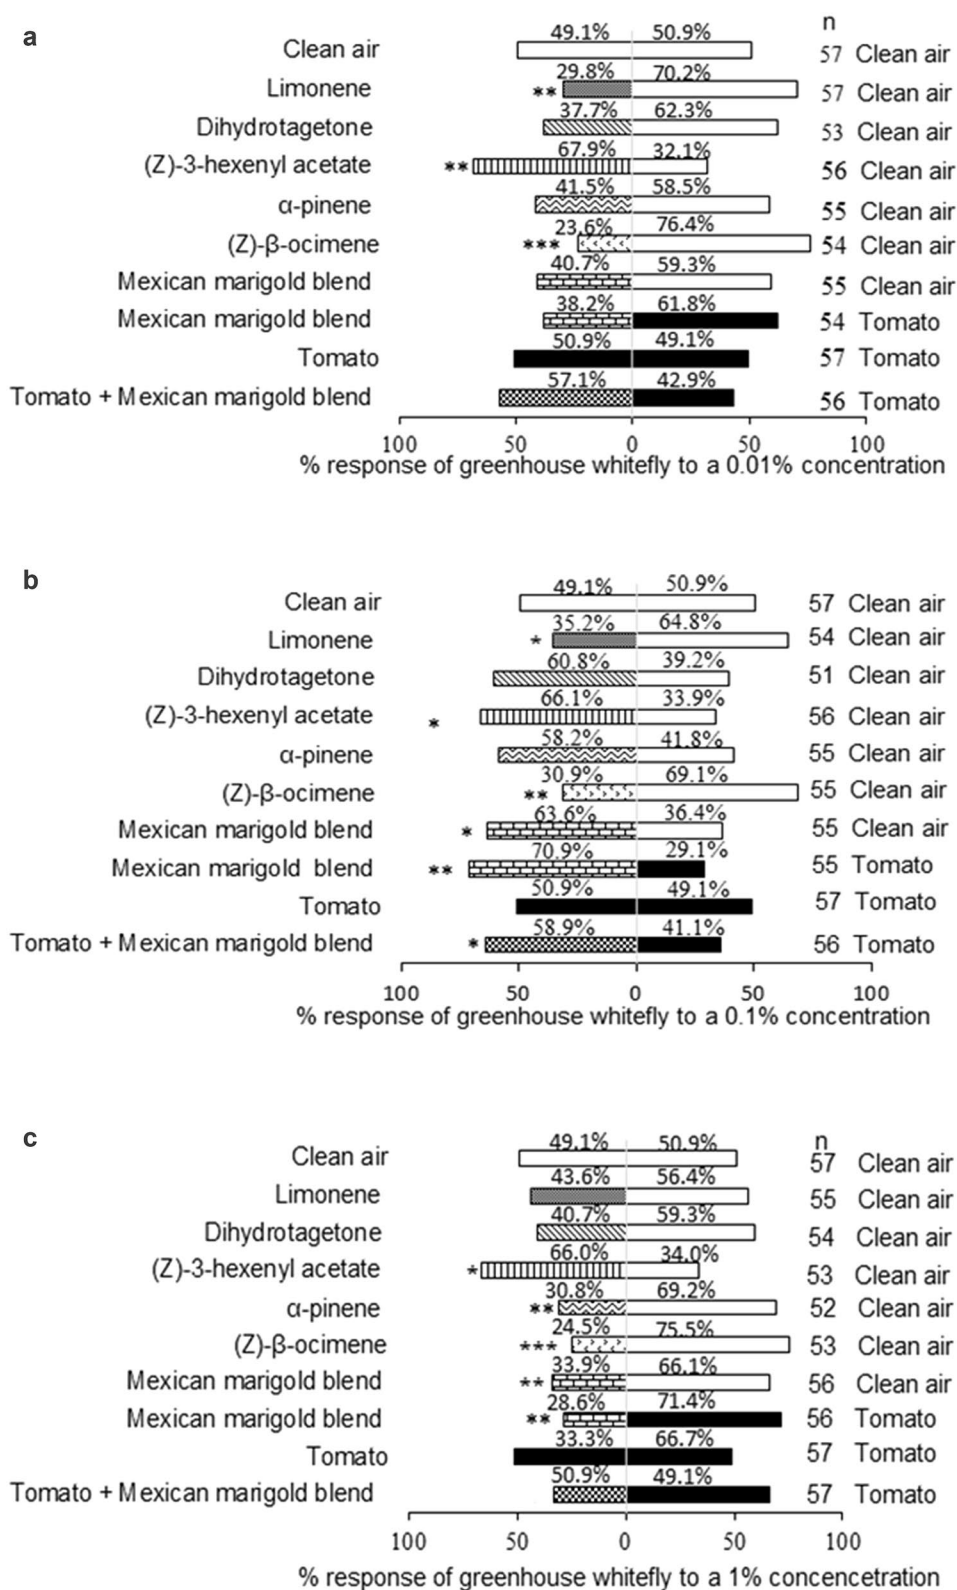 a
n
49.1% 50.9%
Clean air 57 Clean air
29.8% 70.2%
Limonene ** 57 Clean air
37.7% 62.3%
Dihydrotagetone 53 Clean air
67.9% 32.1%
(Z)-3-hexenyl acetate ** 56 Clean air
41.5% 58.5%
α-pinene 55 Clean air
23.6% 76.4%
(Z)-β-ocimene *** 54 Clean air
40.7% 59.3%
Mexican marigold blend 55 Clean air
38.2% 61.8%
Mexican marigold blend 54 Tomato
50.9% 49.1%
Tomato 57 Tomato
57.1% 42.9%
Tomato + Mexican marigold blend 56 Tomato
100 50 0 50 100
% response of greenhouse whitefly to a 0.01% concentration
b
49.1% 50.9%
Clean air 57 Clean air
35.2% 64.8%
Limonene * 54 Clean air
60.8% 39.2%
Dihydrotagetone 51 Clean air
66.1% 33.9%
(Z)-3-hexenyl acetate * 56 Clean air
58.2% 41.8%
α-pinene 55 Clean air
30.9% 69.1%
(Z)-β-ocimene ** 55 Clean air
63.6% 36.4%
Mexican marigold blend * 55 Clean air
70.9% 29.1%
Mexican marigold blend ** 55 Tomato
50.9% 49.1%
Tomato 57 Tomato
58.9% 41.1%
Tomato + Mexican marigold blend * 56 Tomato
100 50 0 50 100
% response of greenhouse whitefly to a 0.1% concentration
c
n
49.1% 50.9%
Clean air 57 Clean air
43.6% 56.4%
Limonene 55 Clean air
40.7% 59.3%
Dihydrotagetone 54 Clean air
66.0% 34.0%
(Z)-3-hexenyl acetate * 53 Clean air
30.8% 69.2%
α-pinene ** 52 Clean air
24.5% 75.5%
(Z)-β-ocimene *** 53 Clean air
33.9% 66.1%
Mexican marigold blend ** 56 Clean air
28.6% 71.4%
Mexican marigold blend ** 56 Tomato
33.3% 66.7%
Tomato 57 Tomato
50.9% 49.1%
Tomato + Mexican marigold blend 57 Tomato
100 50 0 50 100
% response of greenhouse whitefly to a 1% concencetration